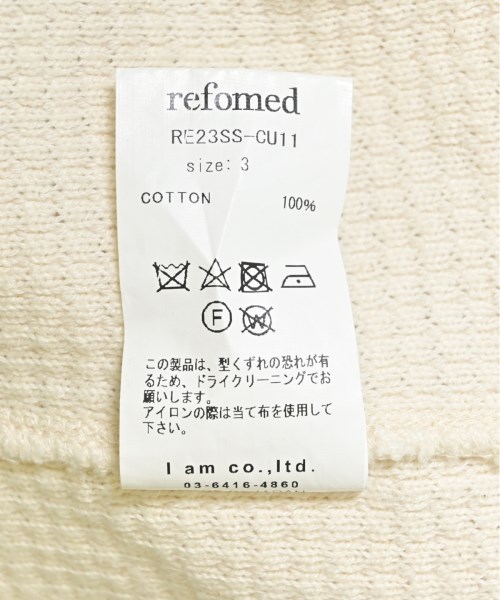 refomed
RE23SS-CU11
size: 3
COTTON 100%
F W
この製品は、型くずれの恐れが有
るため、ドライクリーニングでお
願いします。
アイロンの際は当て布を使用して
下さい。
I am co.,ltd.
03-6416-4860